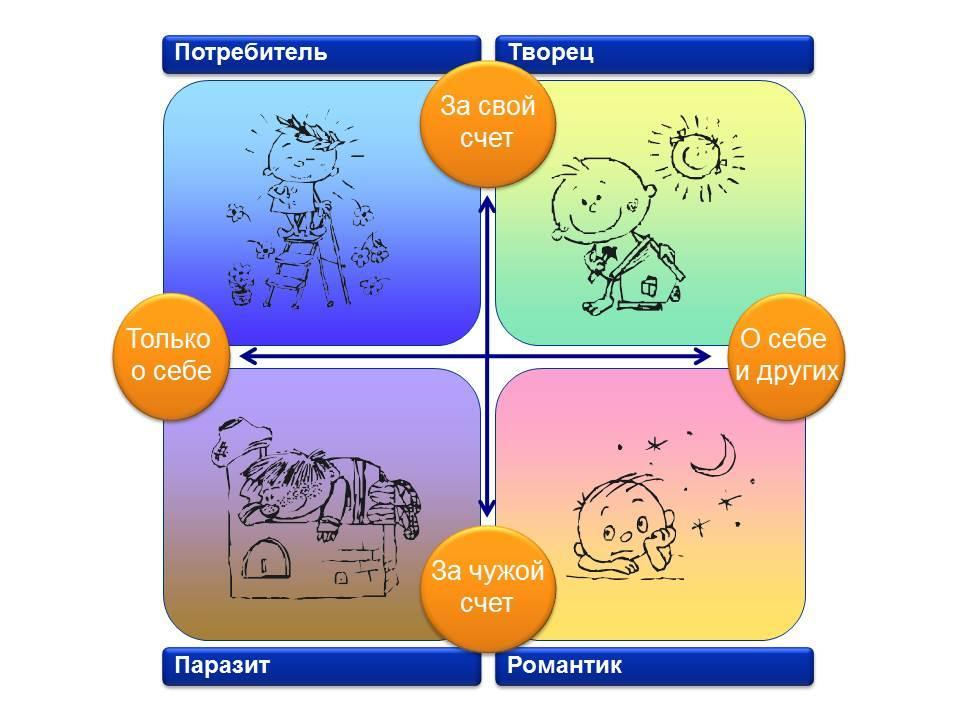 Потребитель
Творец
За свой
счет
Только
о себе
О себе
и других
За чужой
счет
Паразит
Романтик